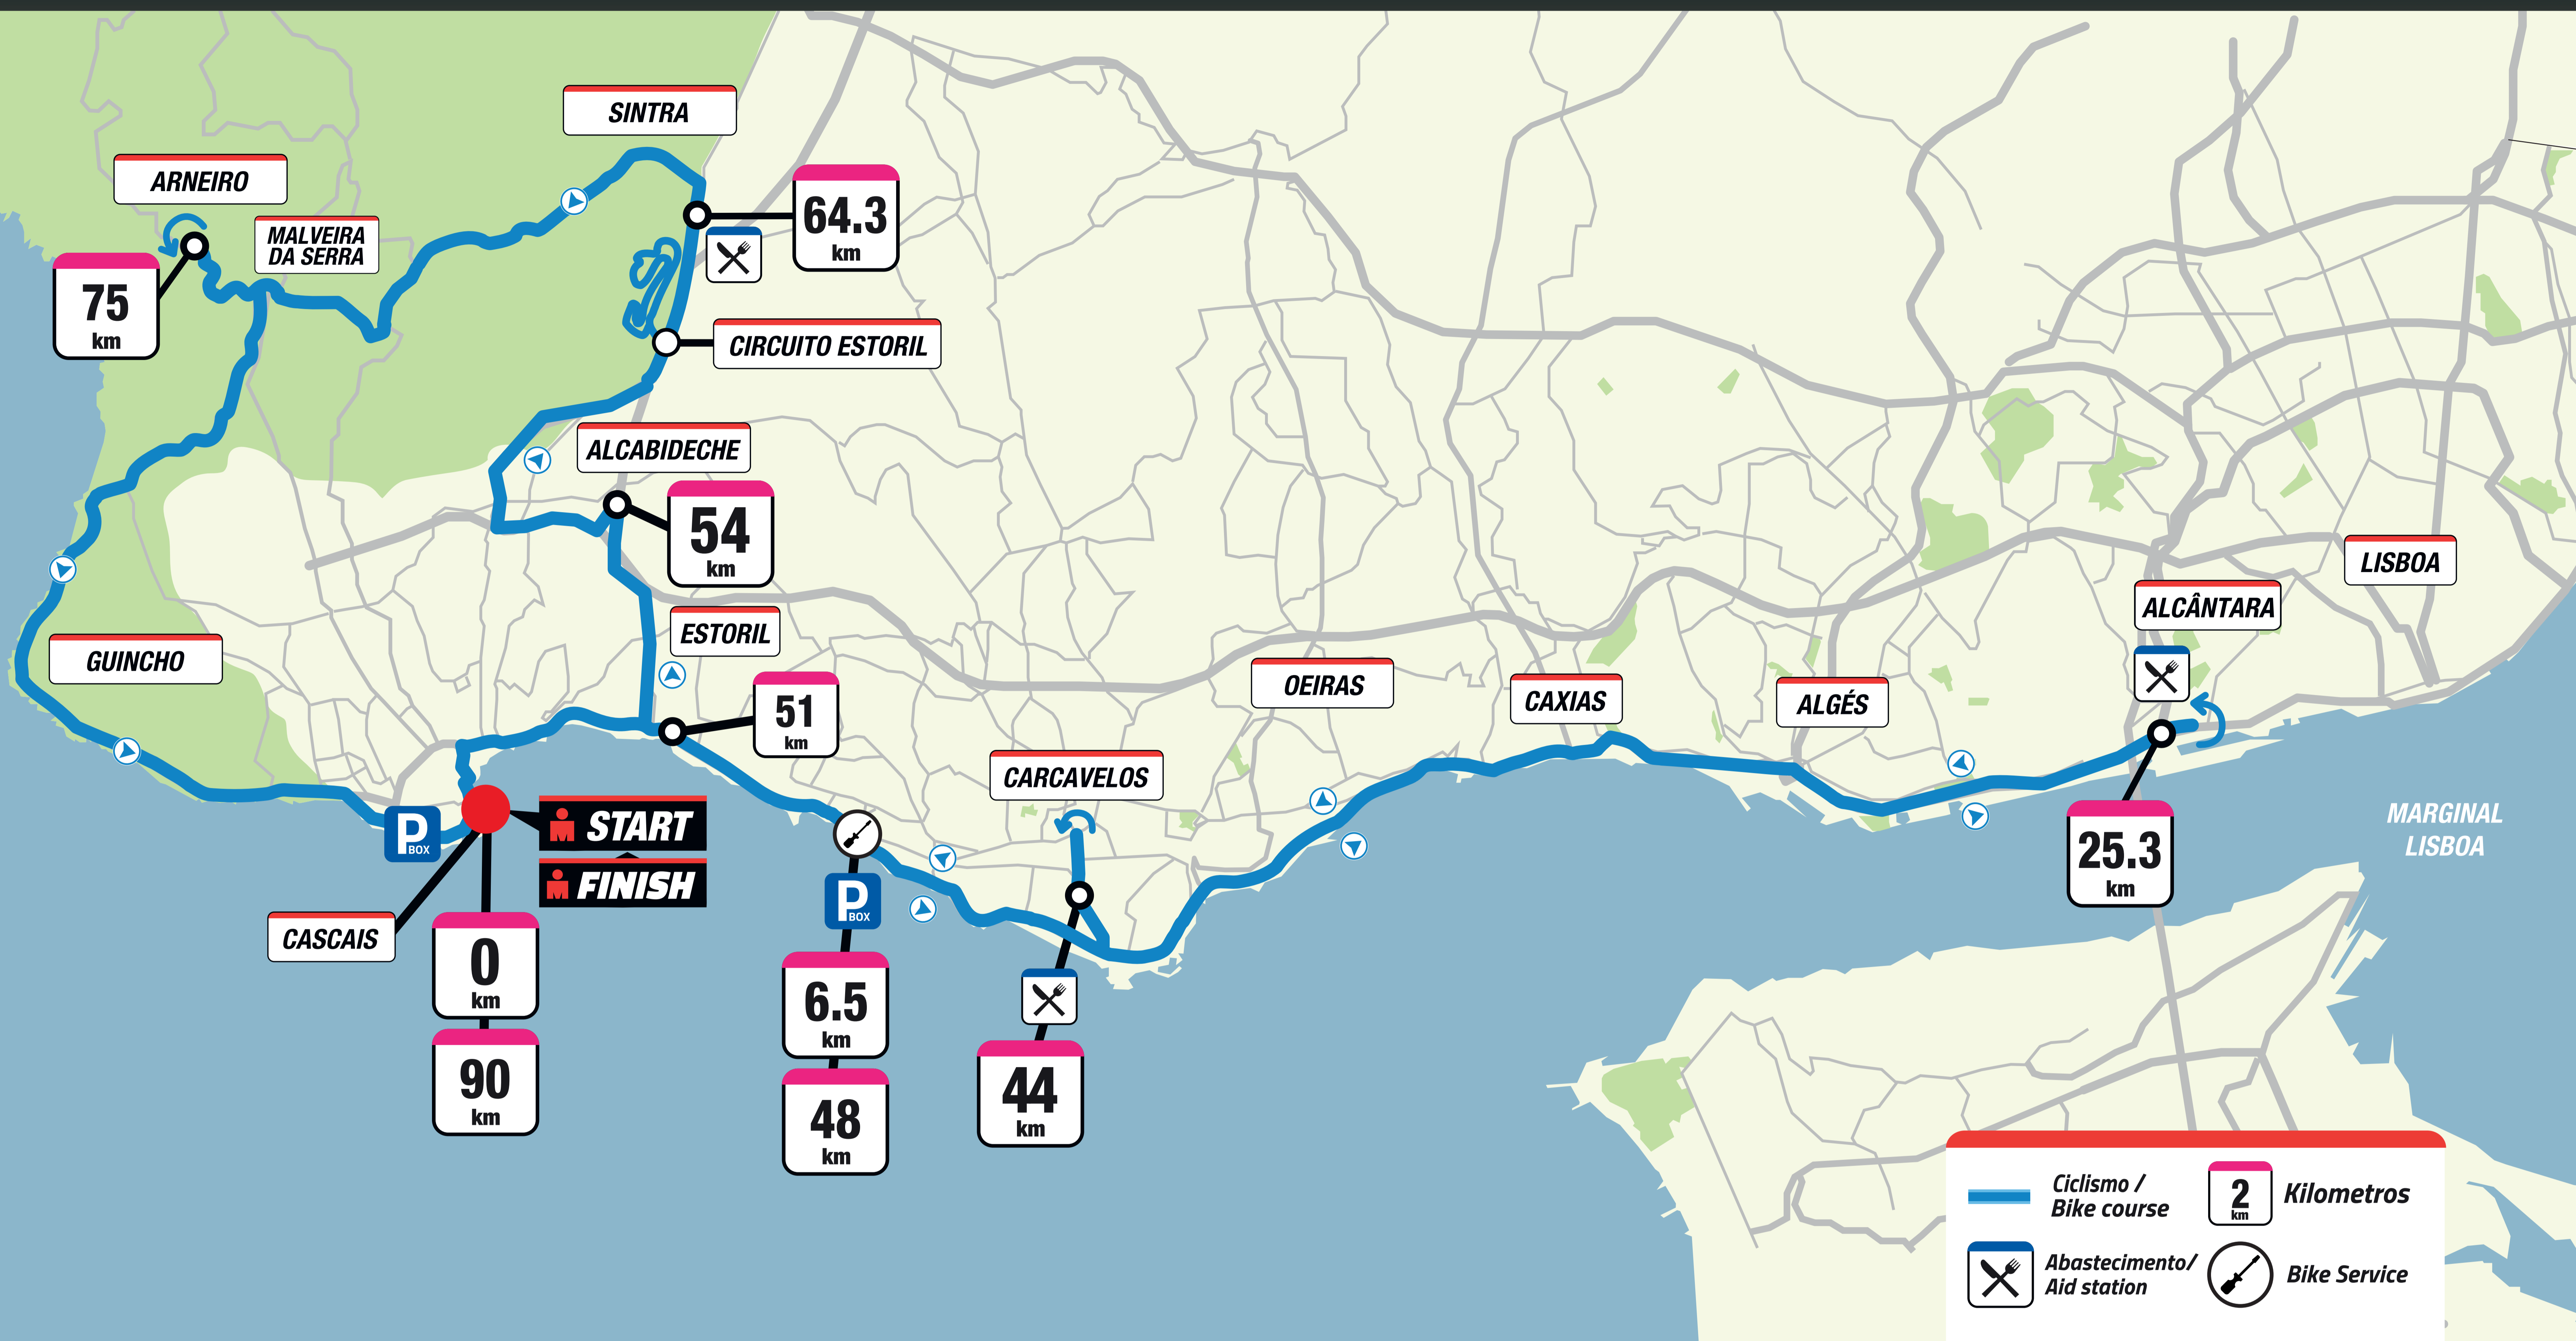 SINTRA
ARNEIRO
64.3
km
MALVEIRA
DA SERRA
75
km
CIRCUITO ESTORIL
ALCABIDECHE
54
km
LISBOA
ALCÂNTARA
ESTORIL
GUINCHO
OEIRAS
CAXIAS
ALGÉS
51
km
CARCAVELOS
MARGINAL
LISBOA
P
BOX
START
FINISH
25.3
km
P
BOX
CASCAIS
0
km
6.5
km
90
km
48
km
44
km
Ciclismo /
Bike course
2
km
Kilometros
Abastecimento/
Aid station
Bike Service